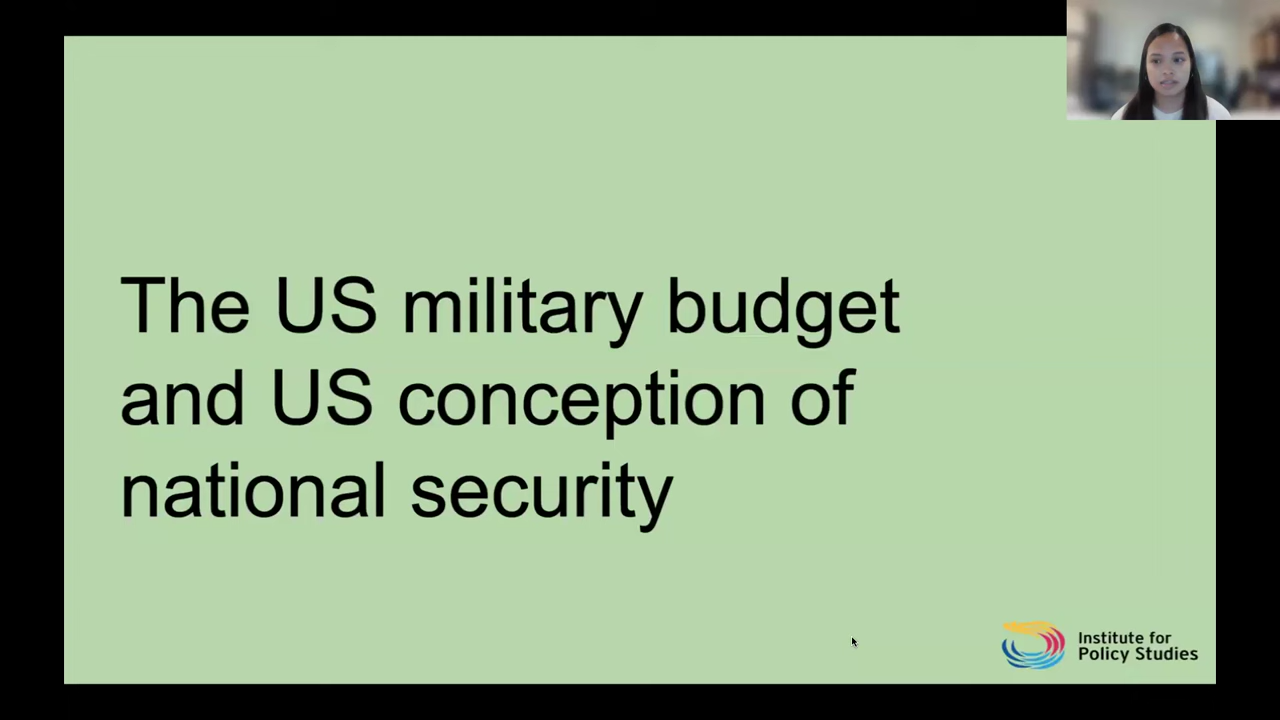 The US military budget
and US conception of
national security
Institute for
Policy Studies